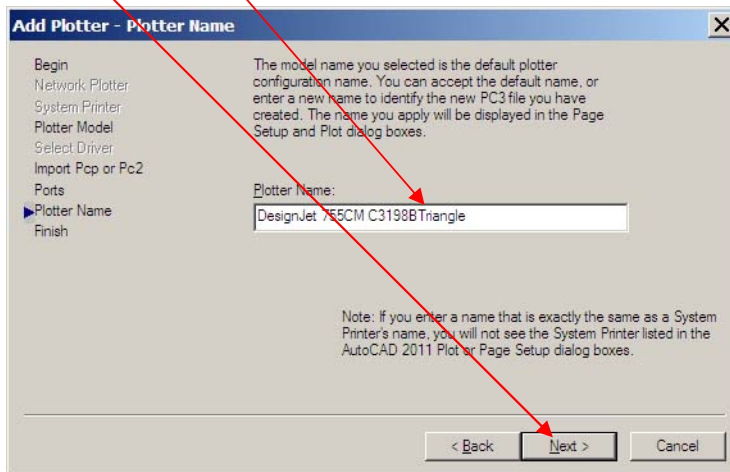 Add Plotter - Plotter Name
Begin
Network Plotter
System Printer
Plotter Model
Select Driver
Import Pcp or Pc2
Ports
Plotter Name
Finish
The model name you selected is the default plotter
configuration name. You can accept the default name, or
enter a new name to identify the new PC3 file you have
created. The name you apply will be displayed in the Page
Setup and Plot dialog boxes.
Plotter Name:
DesignJet 755CM C3198BTriangle
Note: If you enter a name that is exactly the same as a System
Printer's name, you will not see the System Printer listed in the
AutoCAD 2011 Plot or Page Setup dialog boxes.
< Back
Next >
Cancel